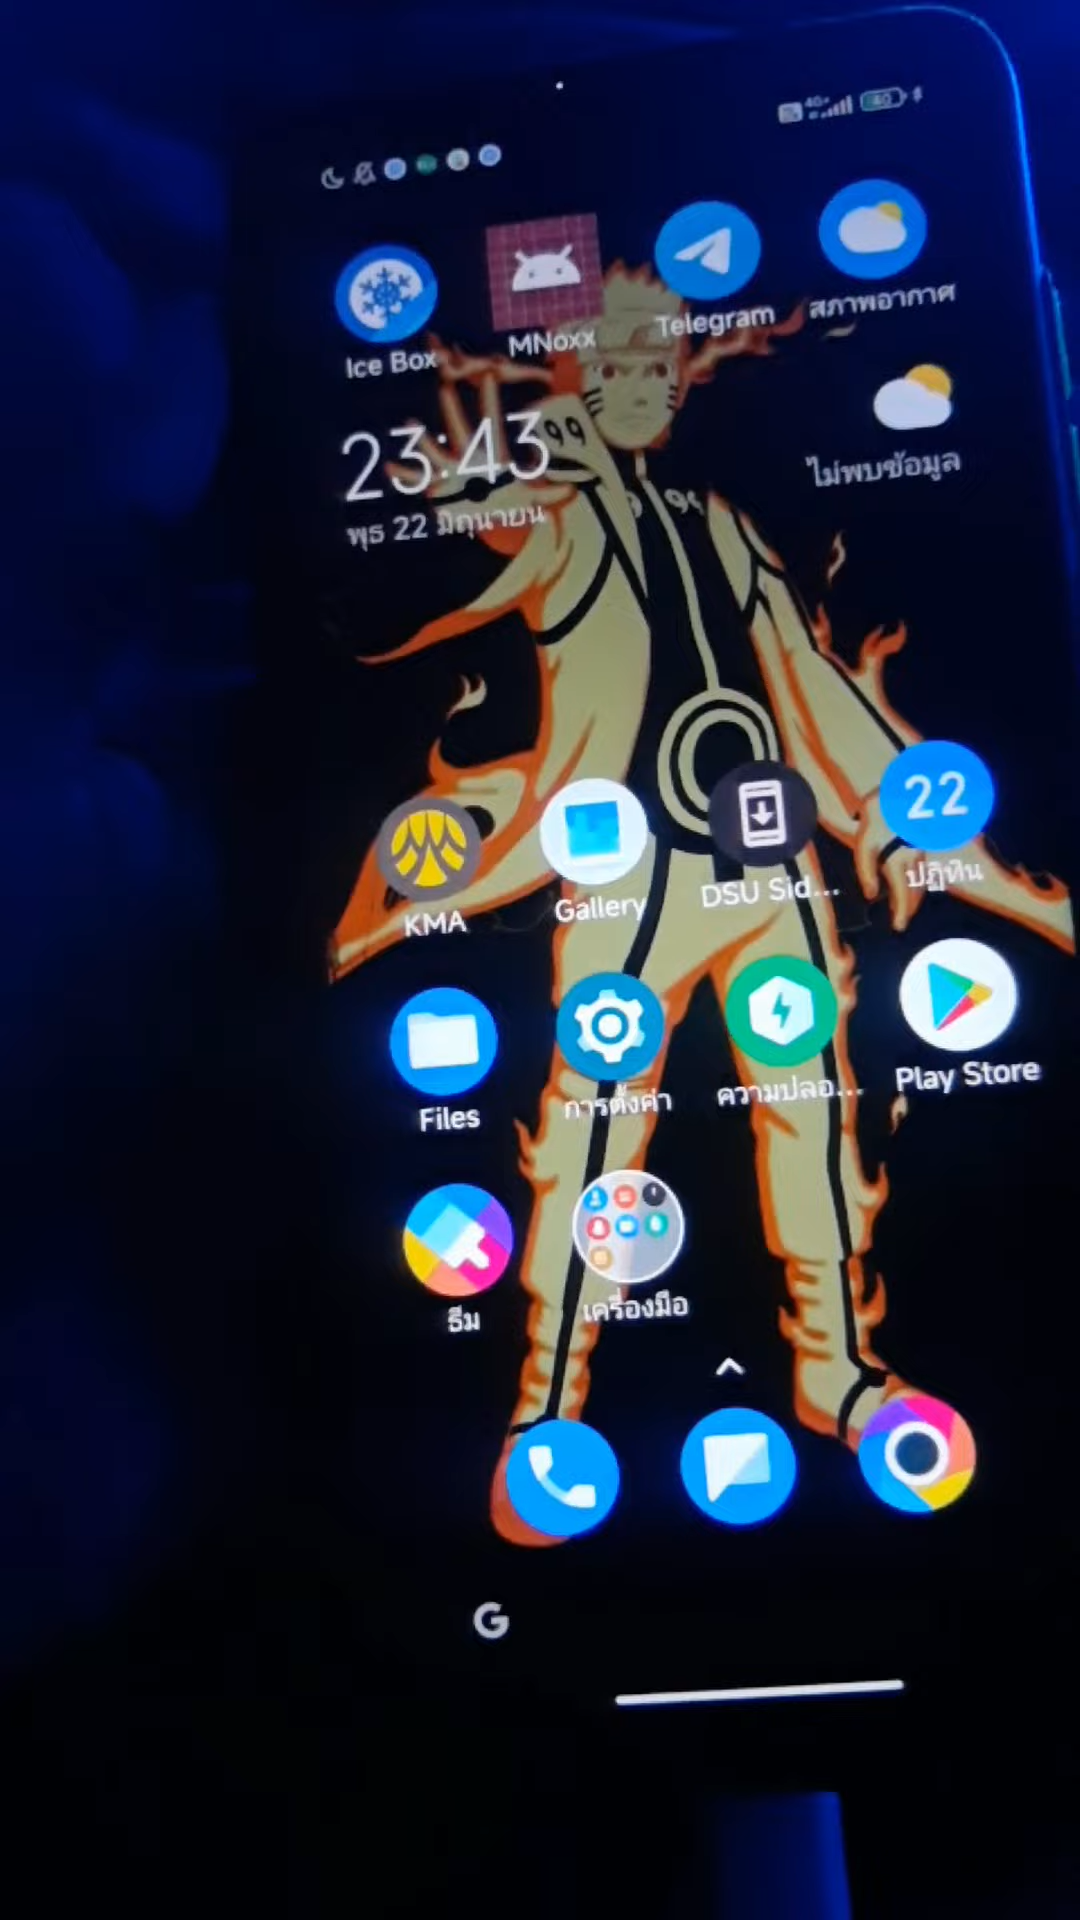 4G+
40
Ice Box
MNoxx
Telegram
สภาพอากาศ
23:43
พุธ 22 มิถุนายน
ไม่พบข้อมูล
22
KMA
Gallery
DSU Sid...
ปฏิทิน
Files
การตั้งค่า
ความปลอ...
Play Store
ธีม
เครื่องมือ
G